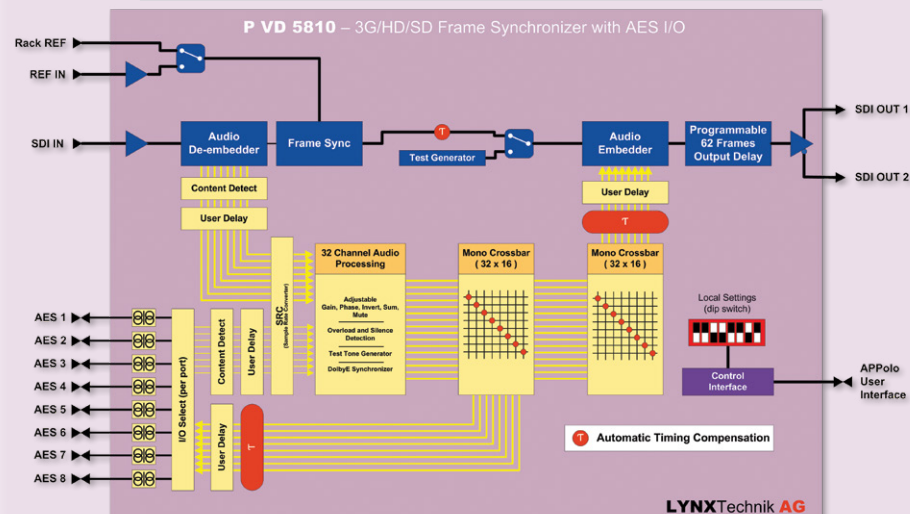 P VD 5810 – 3G/HD/SD Frame Synchronizer with AES I/O
Rack REF
REF IN
SDI IN
Audio
De-embedder
Frame Sync
τ
Test Generator
Audio
Embedder
Programmable
62 Frames
Output Delay
SDI OUT 1
SDI OUT 2
Content Detect
User Delay
User Delay
τ
SRC
(Sample Rate Converter)
32 Channel Audio
Processing
Adjustable
Gain, Phase, Invert, Sum,
Mute
Overload and Silence
Detection
Test Tone Generator
DolbyE Synchronizer
Mono Crossbar
( 32 x 16 )
Mono Crossbar
( 32 x 16 )
Local Settings
(dip switch)
Control
Interface
APPolo
User
Interface
AES 1
AES 2
AES 3
AES 4
AES 5
AES 6
AES 7
AES 8
I/O Select (per port)
Content Detect
User Delay
User Delay
τ
τ Automatic Timing Compensation
LYNXTechnik AG